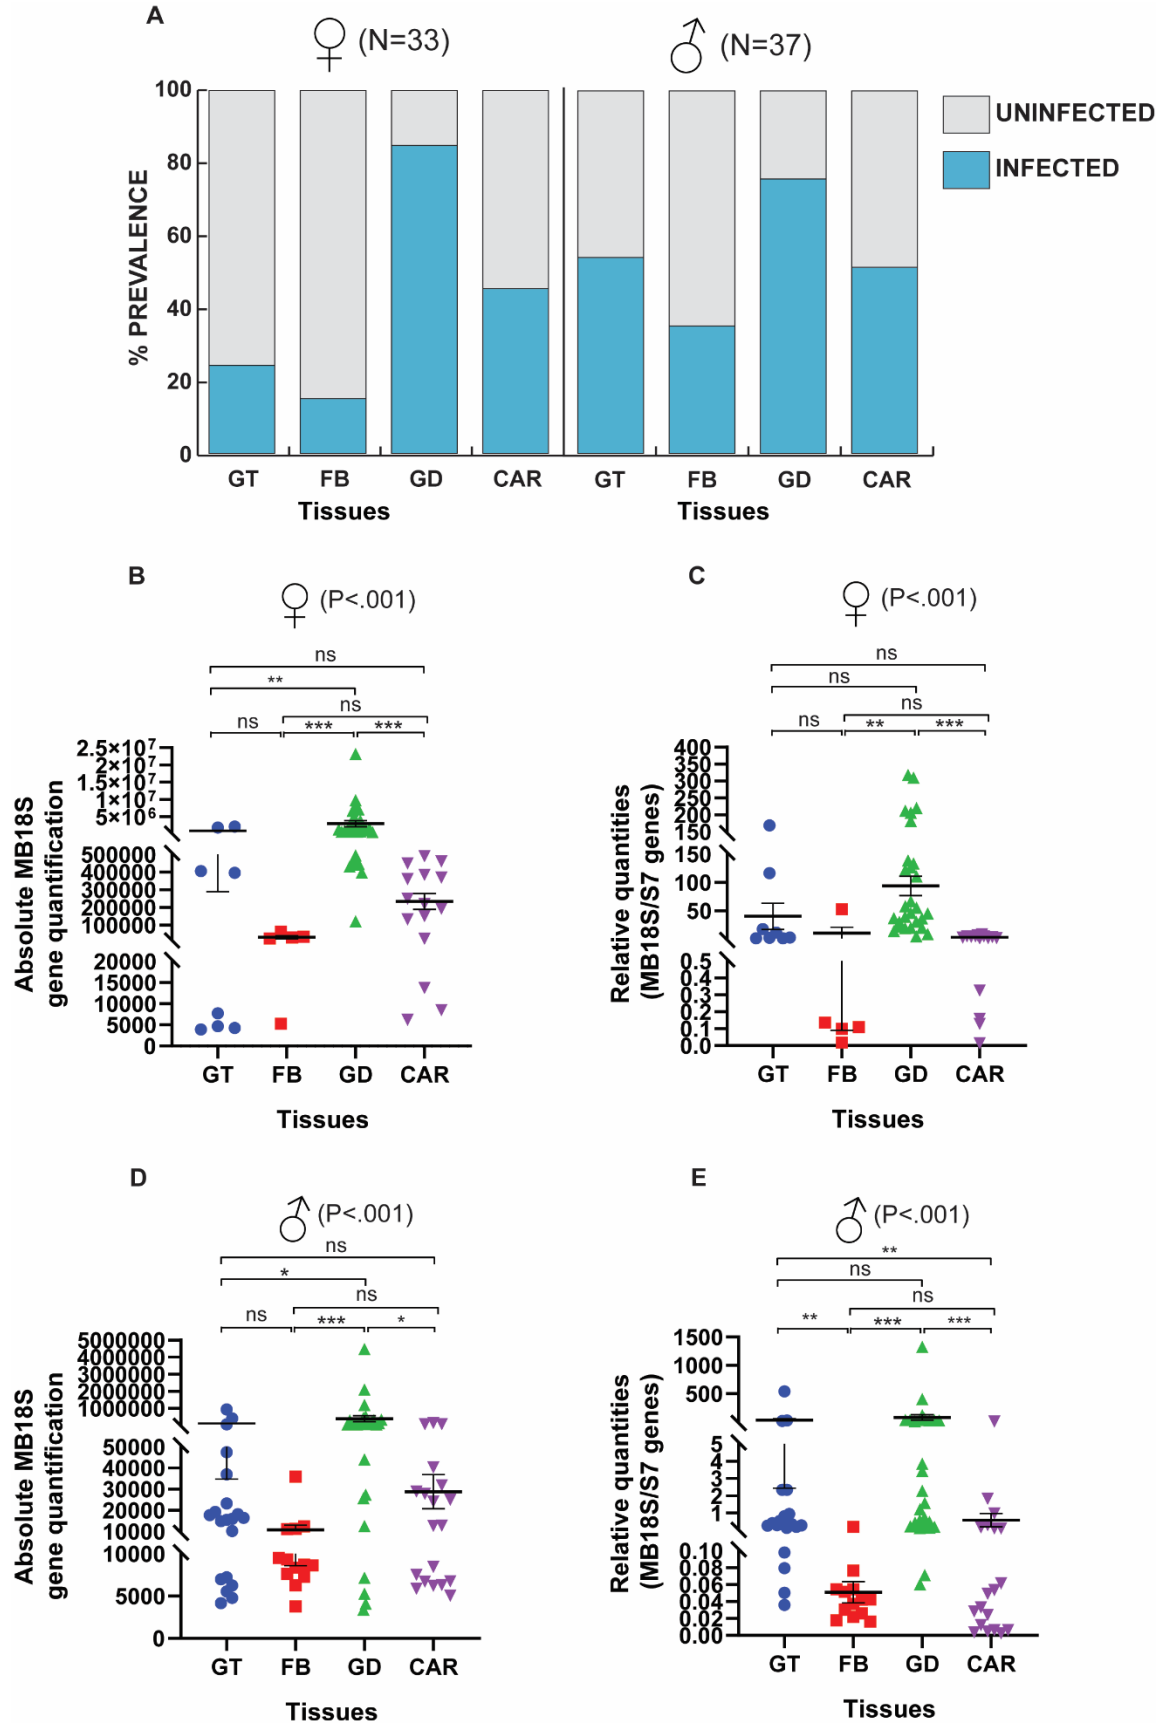 A
♀ (N=33)
♂ (N=37)
UNINFECTED
INFECTED
% PREVALENCE
100
80
60
40
20
0
GT FB GD CAR GT FB GD CAR
Tissues
Tissues
B
♀ (P<.001)
ns
**
ns
ns *** ***
Absolute MB18S
gene quantification
2.5×10⁷
2×10⁷
1.5×10⁷
1×10⁷
5×10⁶
500000
400000
300000
200000
100000
20000
15000
10000
5000
0
GT FB GD CAR
Tissues
C
♀ (P<.001)
ns
ns
ns
ns ** ***
Relative quantities
(MB18S/S7 genes)
400
350
300
250
200
150
150
100
50
0.5
0.4
0.3
0.2
0.1
0.0
GT FB GD CAR
Tissues
D
♂ (P<.001)
ns
*
ns
ns *** *
Absolute MB18S
gene quantification
5000000
4000000
3000000
2000000
1000000
50000
40000
30000
20000
10000
10000
5000
0
GT FB GD CAR
Tissues
E
♂ (P<.001)
**
ns
ns
** *** ***
Relative quantities
(MB18S/S7 genes)
1500
1000
500
5
4
3
2
1
0.10
0.08
0.06
0.04
0.02
0.00
GT FB GD CAR
Tissues